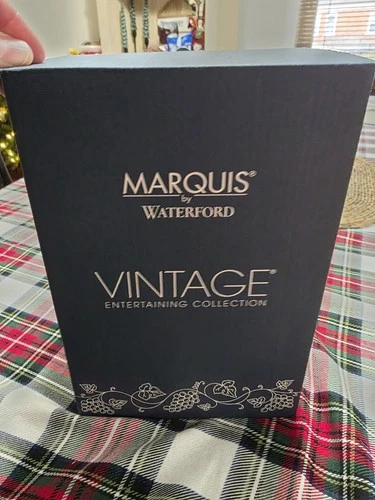 MARQUIS®
by
WATERFORD
VINTAGE®
ENTERTAINING COLLECTION